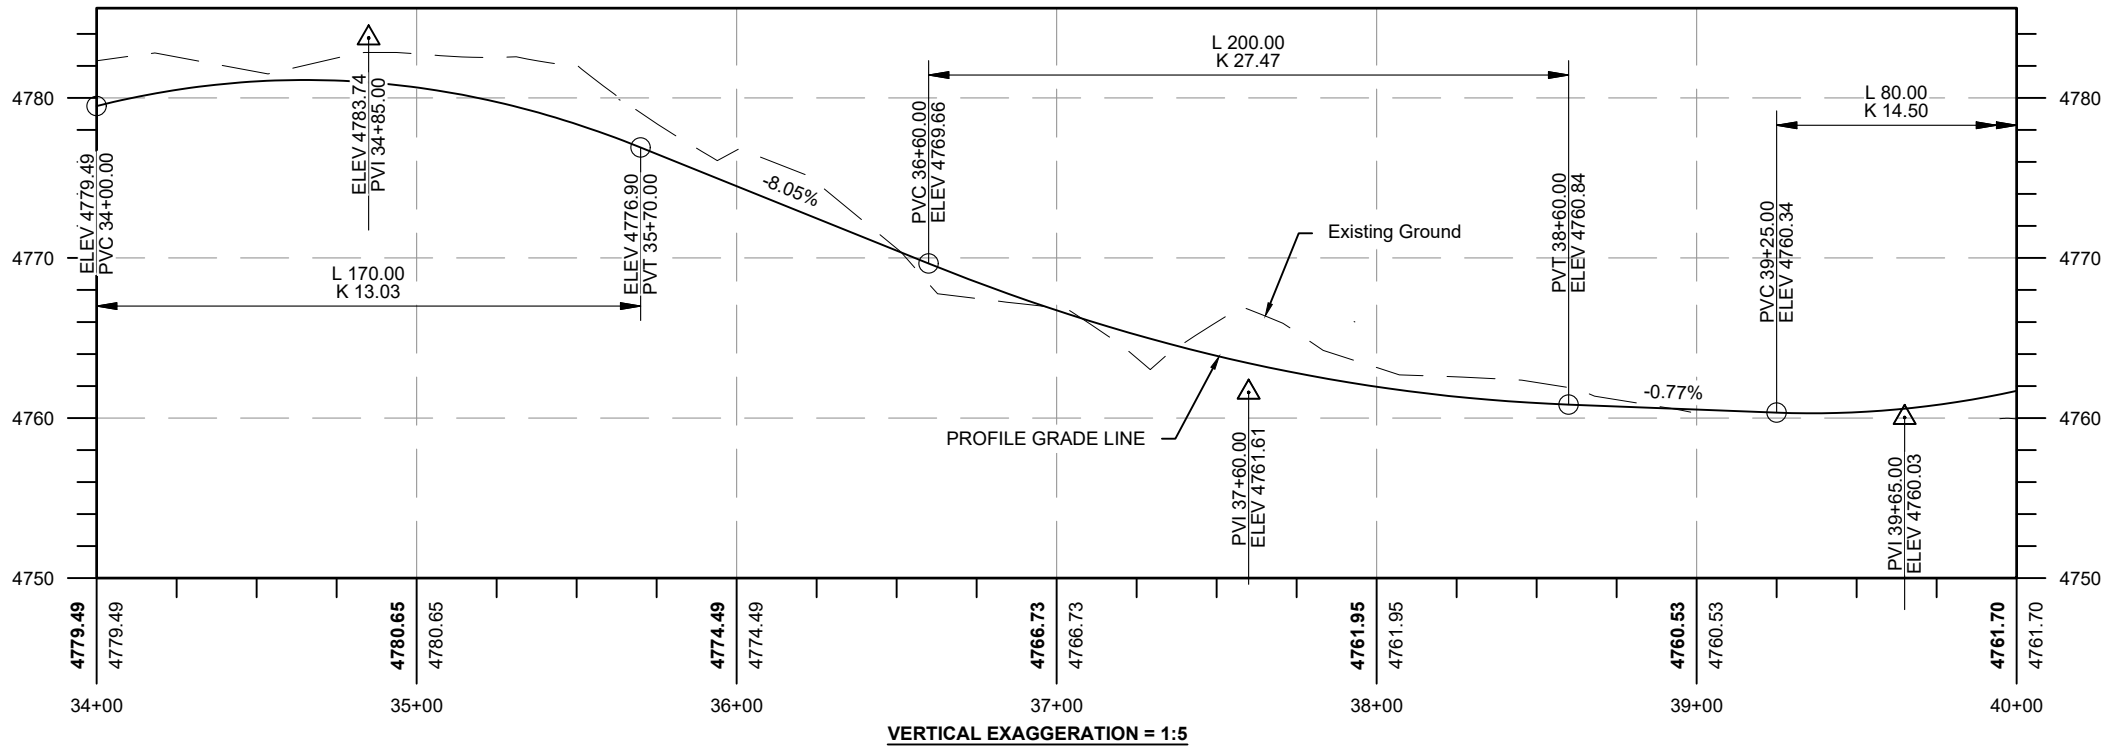 4780
4770
4760
4750
4780
4770
4760
4750
ELEV 4779.49
PVC 34+00.00
ELEV 4783.74
PVI 34+85.00
L 170.00
K 13.03
ELEV 4776.90
PVT 35+70.00
-8.05%
PVC 36+60.00
ELEV 4769.66
L 200.00
K 27.47
PROFILE GRADE LINE
Existing Ground
PVI 37+60.00
ELEV 4761.61
PVT 38+60.00
ELEV 4760.84
-0.77%
PVC 39+25.00
ELEV 4760.34
L 80.00
K 14.50
PVI 39+65.00
ELEV 4760.03
4779.49
4779.49
4780.65
4780.65
4774.49
4774.49
4766.73
4766.73
4761.95
4761.95
4760.53
4760.53
4761.70
4761.70
34+00
35+00
36+00
37+00
38+00
39+00
40+00
VERTICAL EXAGGERATION = 1:5